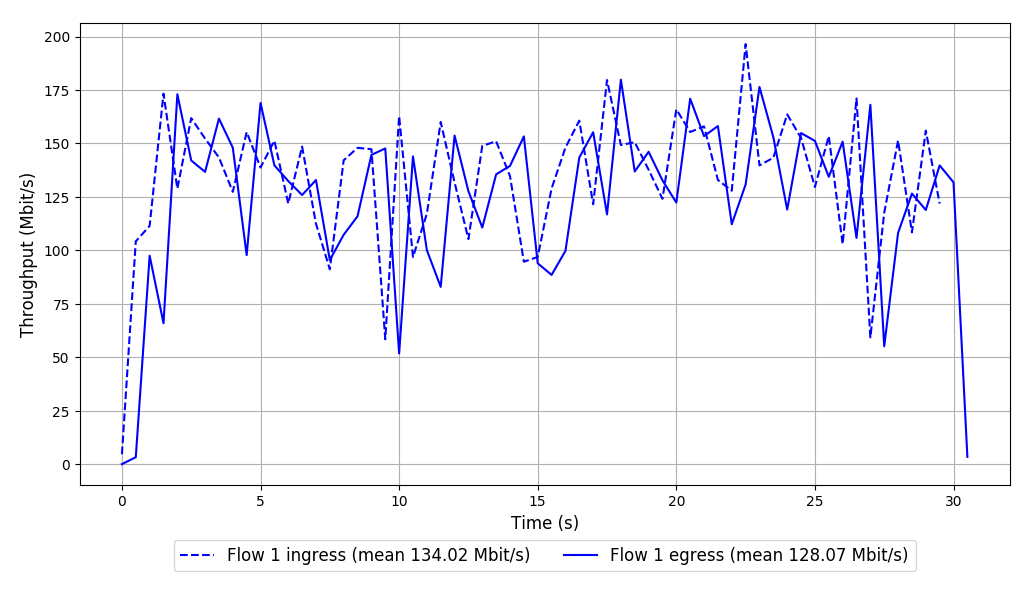 Throughput (Mbit/s)
200
175
150
125
100
75
50
25
0
0 5 10 15 20 25 30
Time (s)
Flow 1 ingress (mean 134.02 Mbit/s) Flow 1 egress (mean 128.07 Mbit/s)